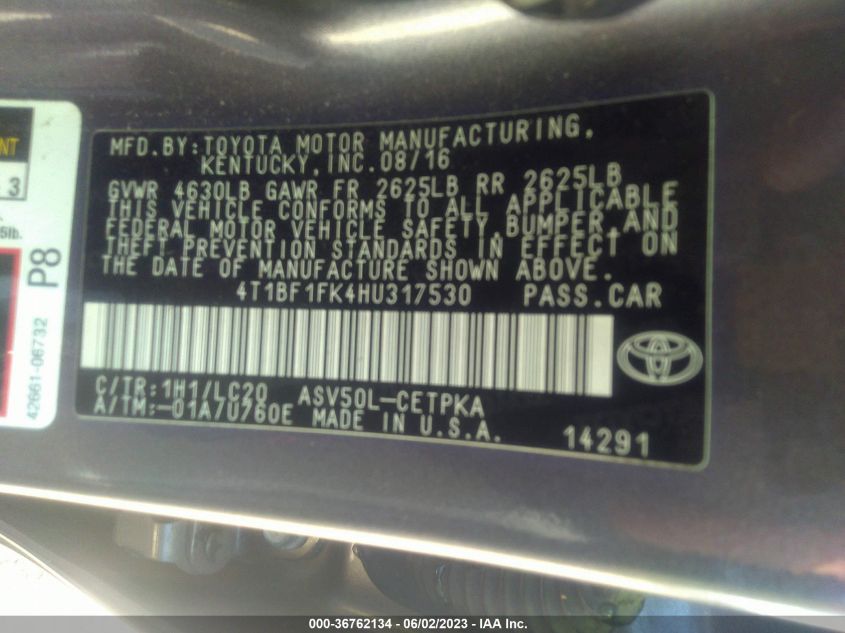 MFD.BY:TOYOTA MOTOR MANUFACTURING,
KENTUCKY,INC.08/16
GVWR 4630LB GAWR FR 2625LB RR 2625LB
THIS VEHICLE CONFORMS TO ALL APPLICABLE
FEDERAL MOTOR VEHICLE SAFETY,BUMPER,AND
THEFT PREVENTION STANDARDS IN EFFECT ON
THE DATE OF MANUFACTURE SHOWN ABOVE.
4T1BF1FK4HU317530 PASS.CAR
C/TR:1H1/LC20 ASV50L-CETPKA
A/TM:-01A/U760E MADE IN U.S.A.
14291
NT
3
5lb.
P8
42661-06732
000-36762134 - 06/02/2023 - IAA Inc.